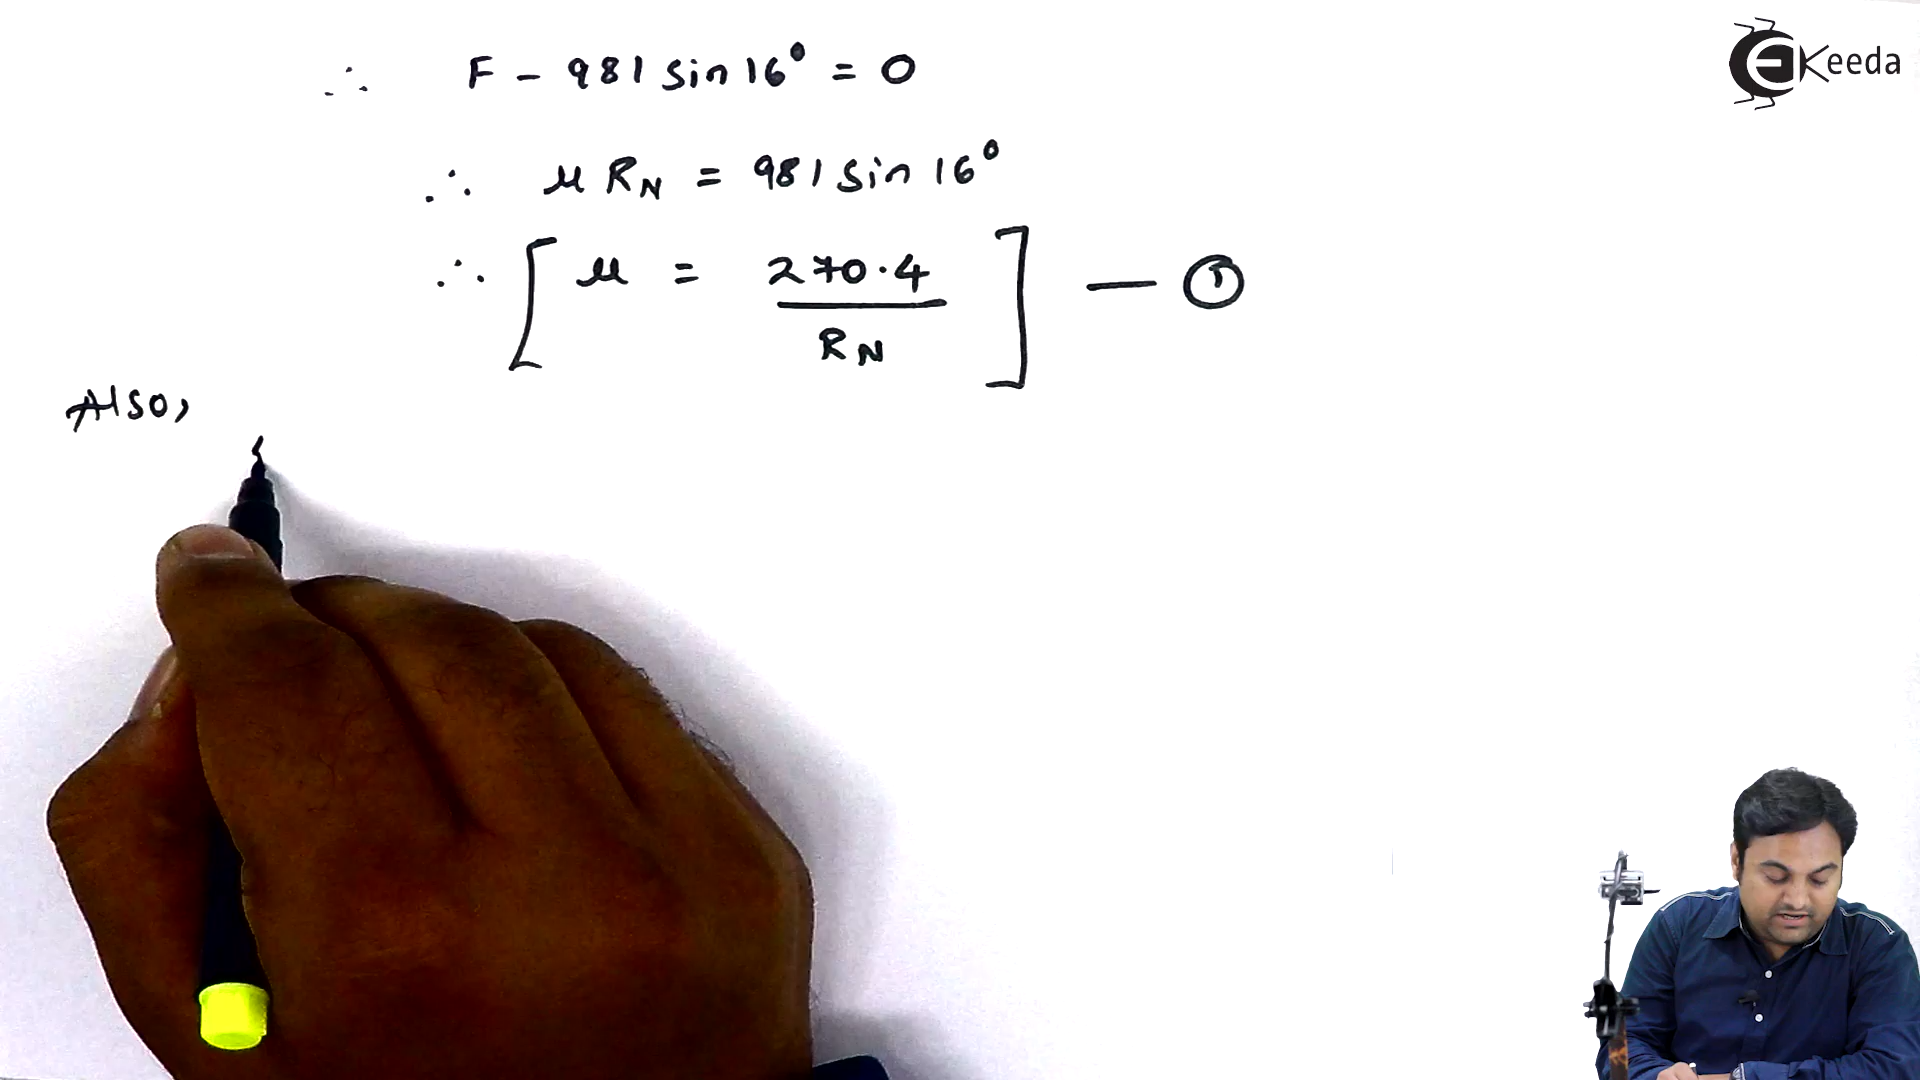 ∴ F - 981 sin 16° = 0
EKeeda
∴ μ R_N = 981 sin 16°
∴ [ μ = 270.4 / R_N ] — ①
Also,